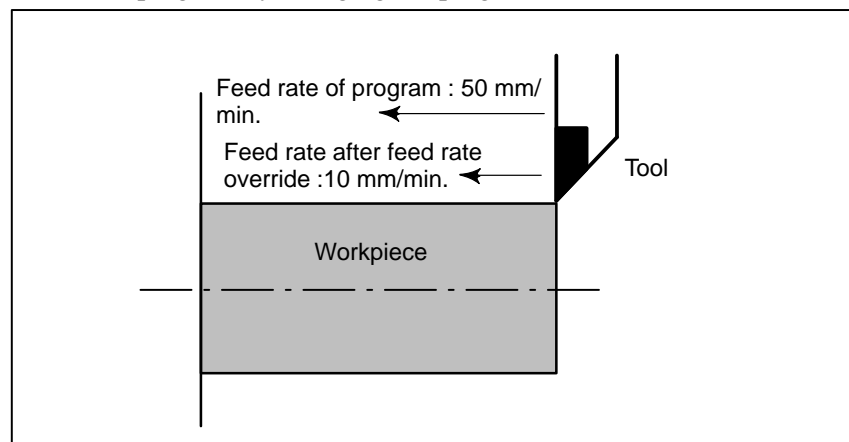 Feed rate of program : 50 mm/
min.
Feed rate after feed rate
override :10 mm/min.
Tool
Workpiece